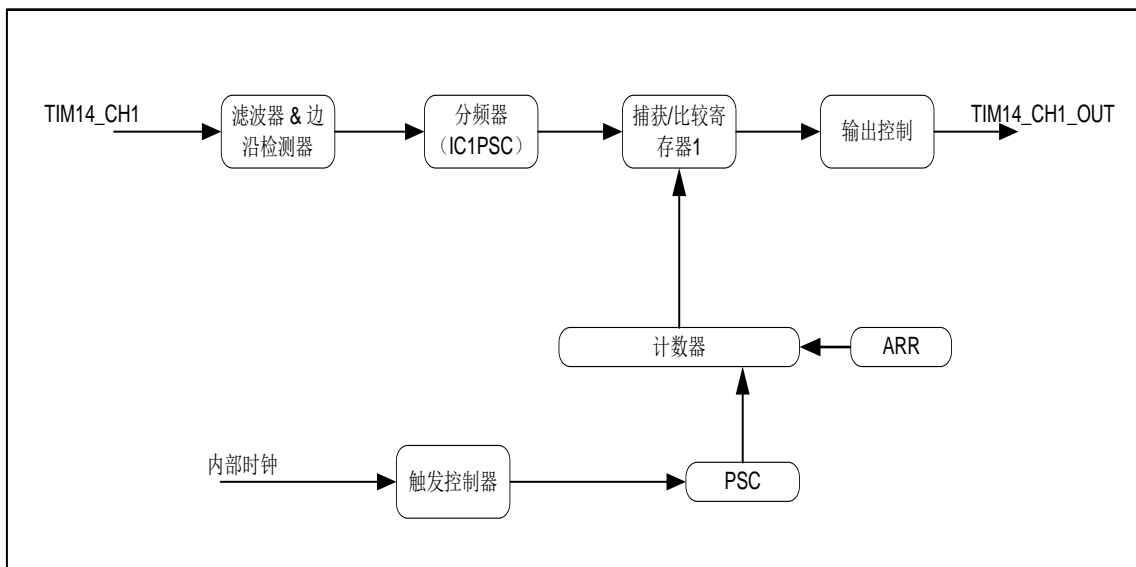 TIM14_CH1
滤波器 & 边
沿检测器
分频器
（IC1PSC）
捕获/比较寄
存器1
输出控制
TIM14_CH1_OUT
计数器
ARR
内部时钟
触发控制器
PSC